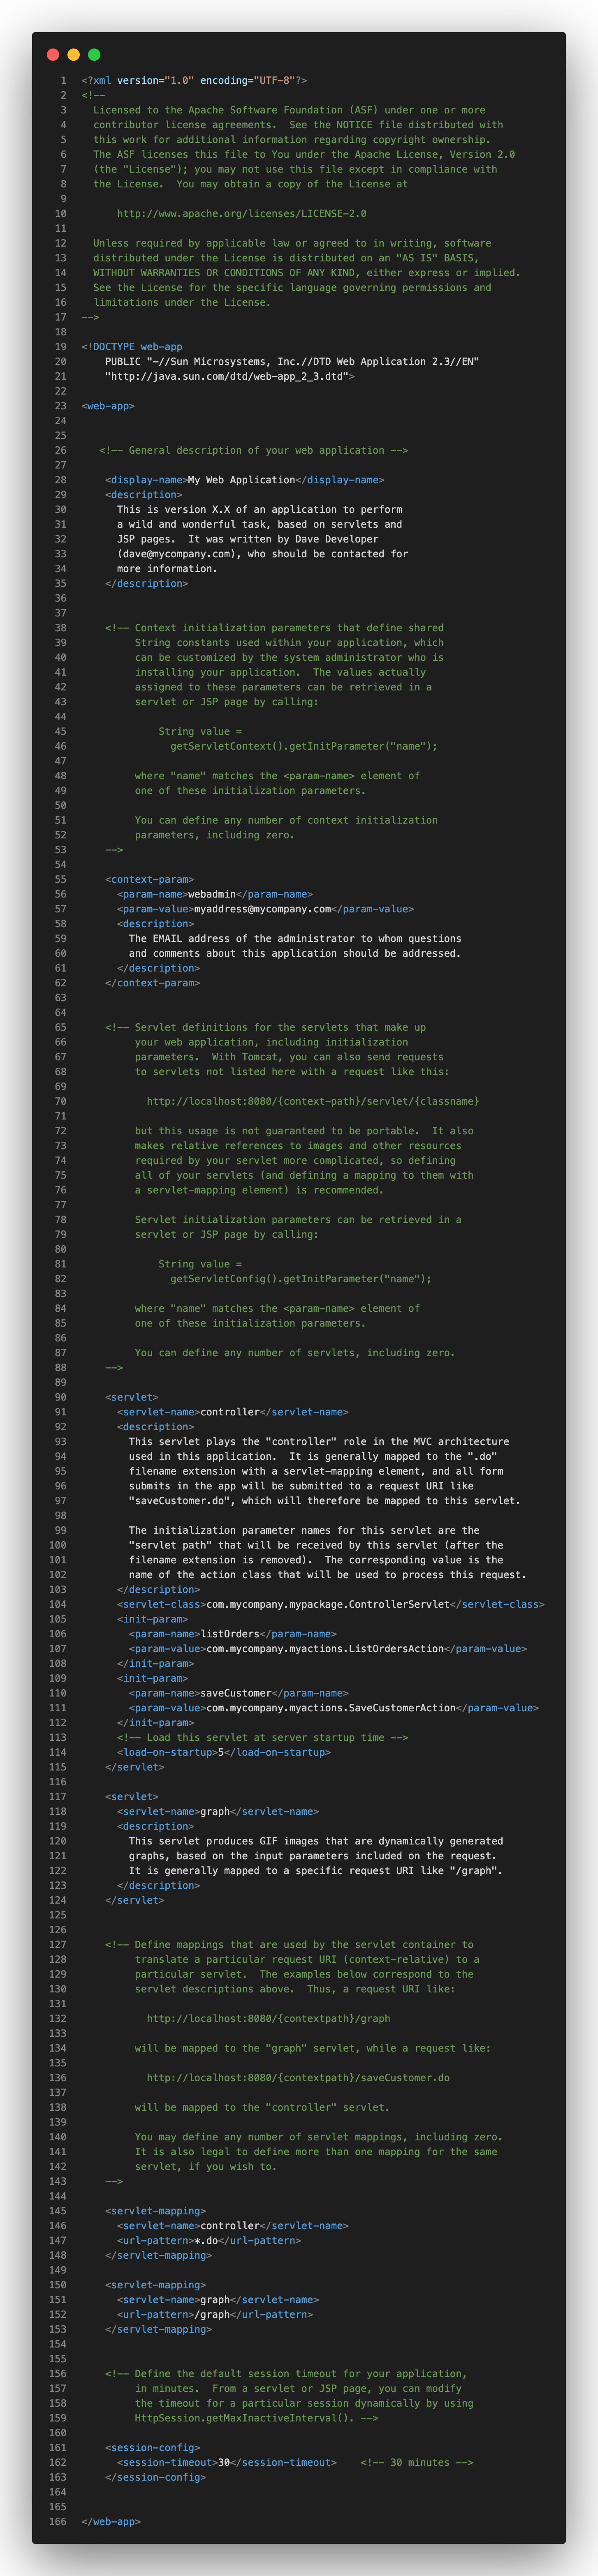 1 <?xml version="1.0" encoding="UTF-8"?>
2 <!--
3   Licensed to the Apache Software Foundation (ASF) under one or more
4   contributor license agreements.  See the NOTICE file distributed with
5   this work for additional information regarding copyright ownership.
6   The ASF licenses this file to You under the Apache License, Version 2.0
7   (the "License"); you may not use this file except in compliance with
8   the License.  You may obtain a copy of the License at
9
10       http://www.apache.org/licenses/LICENSE-2.0
11
12   Unless required by applicable law or agreed to in writing, software
13   distributed under the License is distributed on an "AS IS" BASIS,
14   WITHOUT WARRANTIES OR CONDITIONS OF ANY KIND, either express or implied.
15   See the License for the specific language governing permissions and
16   limitations under the License.
17 -->
18
19 <!DOCTYPE web-app
20     PUBLIC "-//Sun Microsystems, Inc.//DTD Web Application 2.3//EN"
21     "http://java.sun.com/dtd/web-app_2_3.dtd">
22
23 <web-app>
24
25
26    <!-- General description of your web application -->
27
28     <display-name>My Web Application</display-name>
29     <description>
30       This is version X.X of an application to perform
31       a wild and wonderful task, based on servlets and
32       JSP pages.  It was written by Dave Developer
33       (dave@mycompany.com), who should be contacted for
34       more information.
35     </description>
36
37
38     <!-- Context initialization parameters that define shared
39          String constants used within your application, which
40          can be customized by the system administrator who is
41          installing your application.  The values actually
42          assigned to these parameters can be retrieved in a
43          servlet or JSP page by calling:
44
45              String value =
46                getServletContext().getInitParameter("name");
47
48          where "name" matches the <param-name> element of
49          one of these initialization parameters.
50
51          You can define any number of context initialization
52          parameters, including zero.
53     -->
54
55     <context-param>
56       <param-name>webadmin</param-name>
57       <param-value>myaddress@mycompany.com</param-value>
58       <description>
59         The EMAIL address of the administrator to whom questions
60         and comments about this application should be addressed.
61       </description>
62     </context-param>
63
64
65     <!-- Servlet definitions for the servlets that make up
66          your web application, including initialization
67          parameters.  With Tomcat, you can also send requests
68          to servlets not listed here with a request like this:
69
70            http://localhost:8080/{context-path}/servlet/{classname}
71
72          but this usage is not guaranteed to be portable.  It also
73          makes relative references to images and other resources
74          required by your servlet more complicated, so defining
75          all of your servlets (and defining a mapping to them with
76          a servlet-mapping element) is recommended.
77
78          Servlet initialization parameters can be retrieved in a
79          servlet or JSP page by calling:
80
81              String value =
82                getServletConfig().getInitParameter("name");
83
84          where "name" matches the <param-name> element of
85          one of these initialization parameters.
86
87          You can define any number of servlets, including zero.
88     -->
89
90     <servlet>
91       <servlet-name>controller</servlet-name>
92       <description>
93         This servlet plays the "controller" role in the MVC architecture
94         used in this application.  It is generally mapped to the ".do"
95         filename extension with a servlet-mapping element, and all form
96         submits in the app will be submitted to a request URI like
97         "saveCustomer.do", which will therefore be mapped to this servlet.
98
99         The initialization parameter names for this servlet are the
100         "servlet path" that will be received by this servlet (after the
101         filename extension is removed).  The corresponding value is the
102         name of the action class that will be used to process this request.
103       </description>
104       <servlet-class>com.mycompany.mypackage.ControllerServlet</servlet-class>
105       <init-param>
106         <param-name>listOrders</param-name>
107         <param-value>com.mycompany.myactions.ListOrdersAction</param-value>
108       </init-param>
109       <init-param>
110         <param-name>saveCustomer</param-name>
111         <param-value>com.mycompany.myactions.SaveCustomerAction</param-value>
112       </init-param>
113       <!-- Load this servlet at server startup time -->
114       <load-on-startup>5</load-on-startup>
115     </servlet>
116
117     <servlet>
118       <servlet-name>graph</servlet-name>
119       <description>
120         This servlet produces GIF images that are dynamically generated
121         graphs, based on the input parameters included on the request.
122         It is generally mapped to a specific request URI like "/graph".
123       </description>
124     </servlet>
125
126
127     <!-- Define mappings that are used by the servlet container to
128          translate a particular request URI (context-relative) to a
129          particular servlet.  The examples below correspond to the
130          servlet descriptions above.  Thus, a request URI like:
131
132            http://localhost:8080/{contextpath}/graph
133
134          will be mapped to the "graph" servlet, while a request like:
135
136            http://localhost:8080/{contextpath}/saveCustomer.do
137
138          will be mapped to the "controller" servlet.
139
140          You may define any number of servlet mappings, including zero.
141          It is also legal to define more than one mapping for the same
142          servlet, if you wish to.
143     -->
144
145     <servlet-mapping>
146       <servlet-name>controller</servlet-name>
147       <url-pattern>*.do</url-pattern>
148     </servlet-mapping>
149
150     <servlet-mapping>
151       <servlet-name>graph</servlet-name>
152       <url-pattern>/graph</url-pattern>
153     </servlet-mapping>
154
155
156     <!-- Define the default session timeout for your application,
157          in minutes.  From a servlet or JSP page, you can modify
158          the timeout for a particular session dynamically by using
159          HttpSession.getMaxInactiveInterval(). -->
160
161     <session-config>
162       <session-timeout>30</session-timeout>    <!-- 30 minutes -->
163     </session-config>
164
165
166 </web-app>